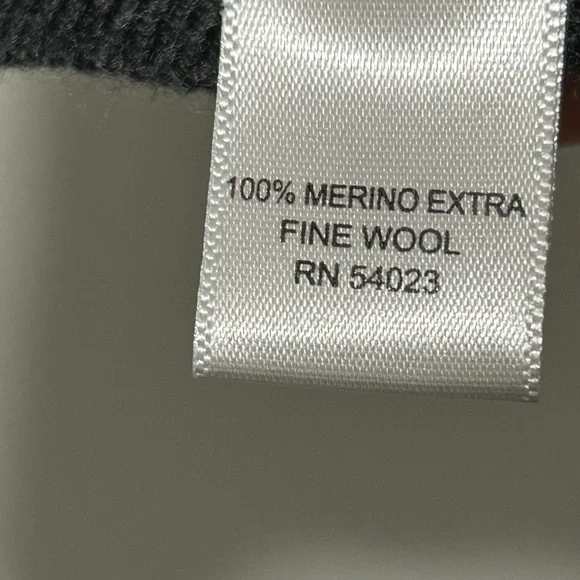 100% MERINO EXTRA
FINE WOOL
RN 54023